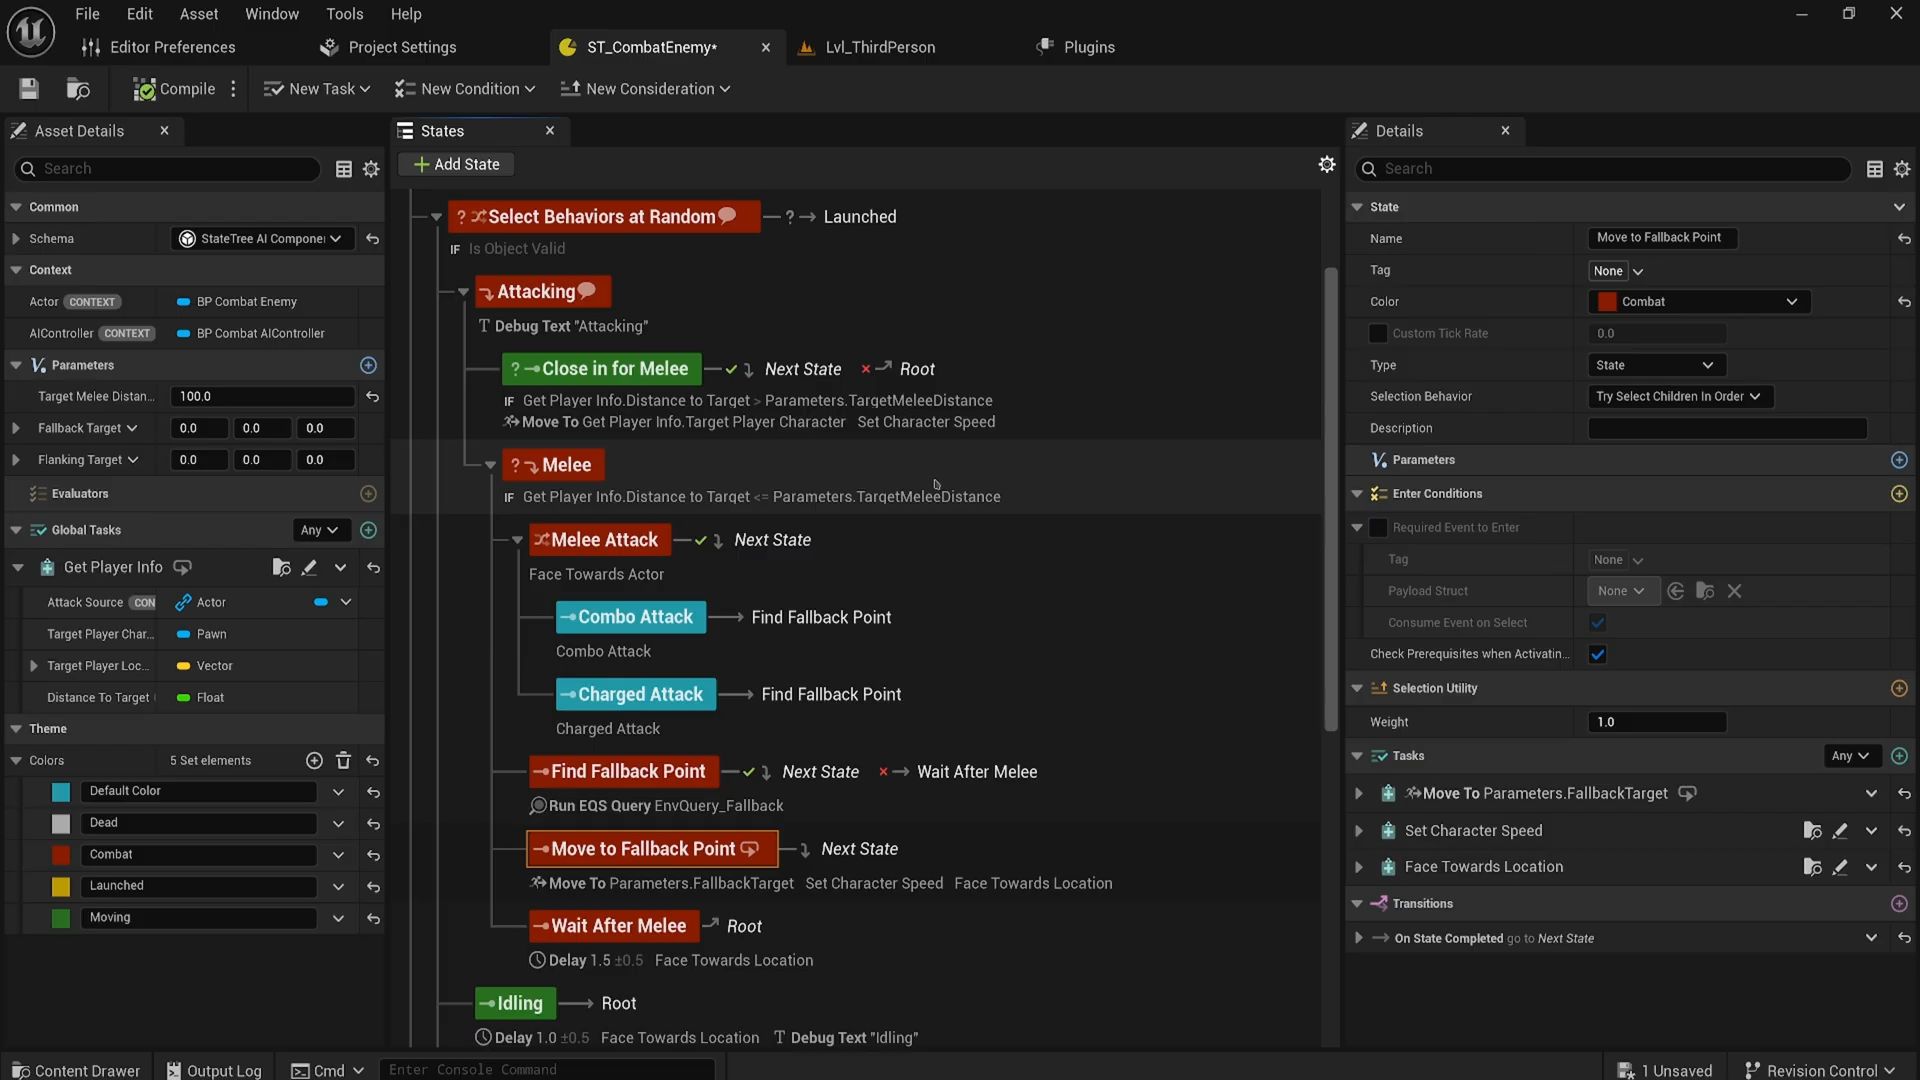 File Edit Asset Window Tools Help
Editor Preferences Project Settings ST_CombatEnemy* Lvl_ThirdPerson Plugins
Compile New Task New Condition New Consideration
Asset Details
Search
Common
Schema StateTree AI Componen
Context
Actor CONTEXT BP Combat Enemy
AIController CONTEXT BP Combat AIController
Parameters
Target Melee Distan... 100.0
Fallback Target 0.0 0.0 0.0
Flanking Target 0.0 0.0 0.0
Evaluators
Global Tasks Any
Get Player Info
Attack Source CON Actor
Target Player Char... Pawn
Target Player Loc... Vector
Distance To Target Float
Theme
Colors 5 Set elements
Default Color
Dead
Combat
Launched
Moving
States
+ Add State
? Select Behaviors at Random ? → Launched
IF Is Object Valid
Attacking
T Debug Text "Attacking"
? Close in for Melee Next State Root
IF Get Player Info.Distance to Target > Parameters.TargetMeleeDistance
Move To Get Player Info.Target Player Character Set Character Speed
? Melee
IF Get Player Info.Distance to Target <= Parameters.TargetMeleeDistance
Melee Attack Next State
Face Towards Actor
Combo Attack Find Fallback Point
Combo Attack
Charged Attack Find Fallback Point
Charged Attack
Find Fallback Point Next State Wait After Melee
Run EQS Query EnvQuery_Fallback
Move to Fallback Point Next State
Move To Parameters.FallbackTarget Set Character Speed Face Towards Location
Wait After Melee Root
Delay 1.5 ±0.5 Face Towards Location
Idling Root
Delay 1.0 ±0.5 Face Towards Location T Debug Text "Idling"
Details
Search
State
Name Move to Fallback Point
Tag None
Color Combat
Custom Tick Rate 0.0
Type State
Selection Behavior Try Select Children In Order
Description
Parameters
Enter Conditions
Required Event to Enter
Tag None
Payload Struct None
Consume Event on Select
Check Prerequisites when Activatin...
Selection Utility
Weight 1.0
Tasks Any
Move To Parameters.FallbackTarget
Set Character Speed
Face Towards Location
Transitions
On State Completed go to Next State
Content Drawer Output Log Cmd Enter Console Command 1 Unsaved Revision Control